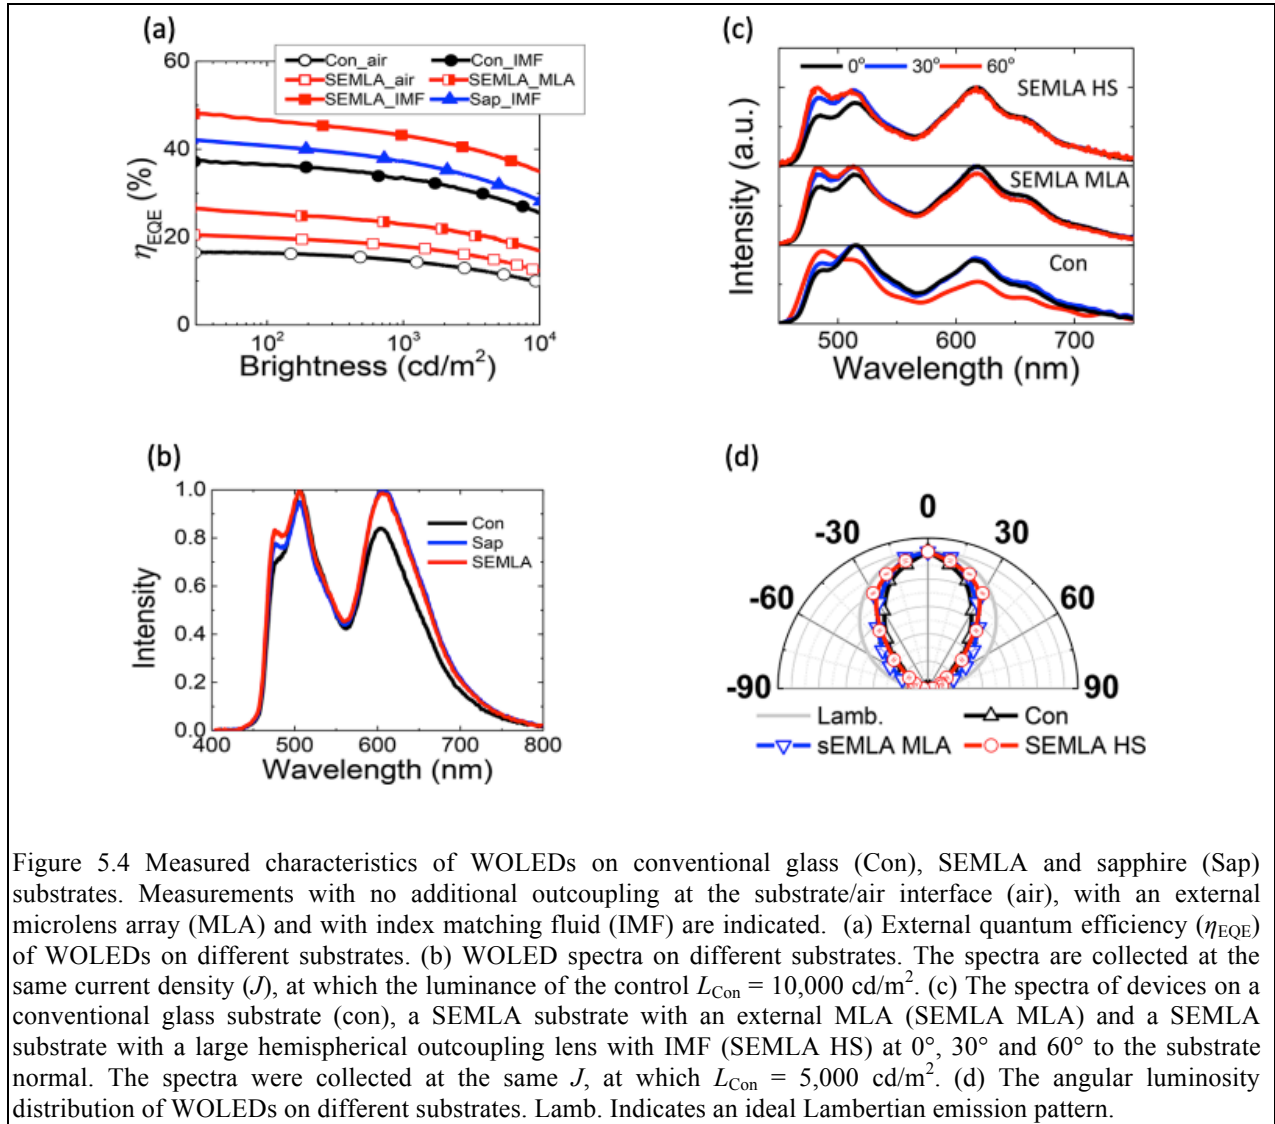 (a)
Con_air
Con_IMF
SEMLA_air
SEMLA_MLA
SEMLA_IMF
Sap_IMF
60
40
20
0
ηEQE (%)
10² 10³ 10⁴
Brightness (cd/m²)
(c)
0° 30° 60°
SEMLA HS
SEMLA MLA
Con
Intensity (a.u.)
500 600 700
Wavelength (nm)
(b)
1.0
0.8
0.6
0.4
0.2
0.0
Intensity
Con
Sap
SEMLA
400 500 600 700 800
Wavelength (nm)
(d)
0
-30 30
-60 60
-90 90
Lamb. Con
sEMLA MLA SEMLA HS
Figure 5.4 Measured characteristics of WOLEDs on conventional glass (Con), SEMLA and sapphire (Sap)
substrates. Measurements with no additional outcoupling at the substrate/air interface (air), with an external
microlens array (MLA) and with index matching fluid (IMF) are indicated. (a) External quantum efficiency (ηEQE)
of WOLEDs on different substrates. (b) WOLED spectra on different substrates. The spectra are collected at the
same current density (J), at which the luminance of the control LCon = 10,000 cd/m². (c) The spectra of devices on a
conventional glass substrate (con), a SEMLA substrate with an external MLA (SEMLA MLA) and a SEMLA
substrate with a large hemispherical outcoupling lens with IMF (SEMLA HS) at 0°, 30° and 60° to the substrate
normal. The spectra were collected at the same J, at which LCon = 5,000 cd/m². (d) The angular luminosity
distribution of WOLEDs on different substrates. Lamb. Indicates an ideal Lambertian emission pattern.